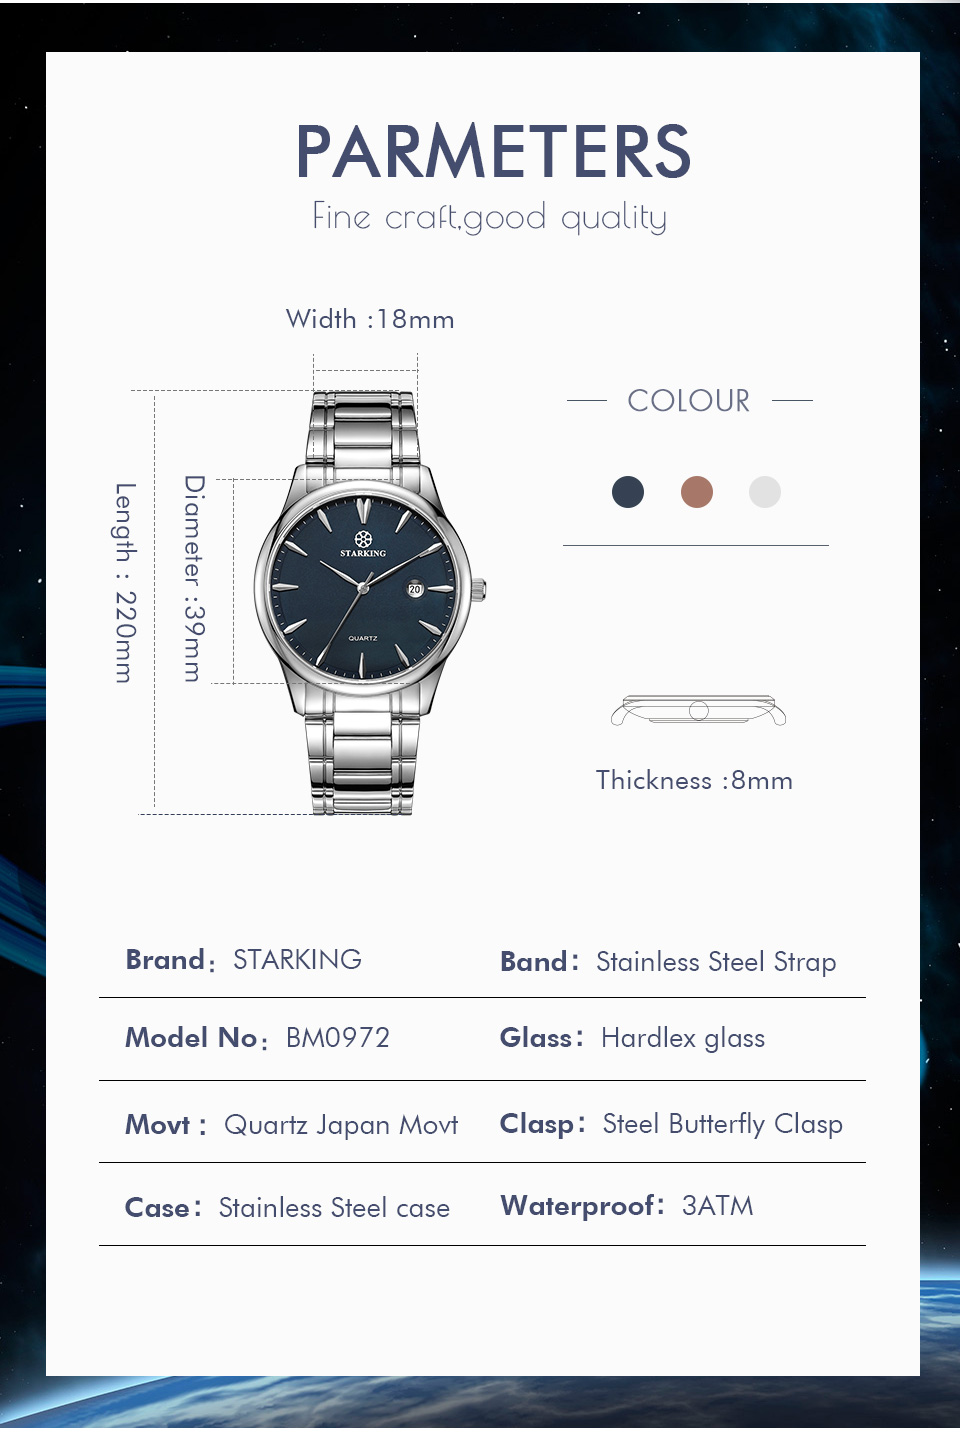 PARMETERS
Fine craft,good quality
Width :18mm
COLOUR
Length : 220mm
Diameter :39mm
STARKING
20
QUARTZ
Thickness :8mm
Brand： STARKING
Band： Stainless Steel Strap
Model No： BM0972
Glass： Hardlex glass
Movt： Quartz Japan Movt
Clasp： Steel Butterfly Clasp
Case： Stainless Steel case
Waterproof： 3ATM